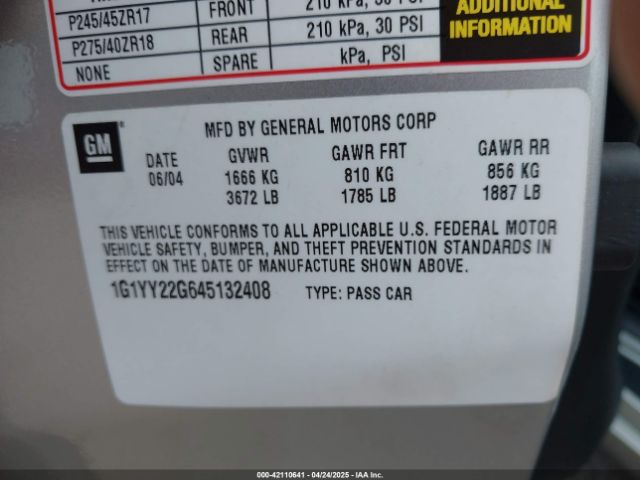 P245/45ZR17 FRONT 210 kPa, 30 PSI
P275/40ZR18 REAR 210 kPa, 30 PSI
NONE SPARE kPa, PSI
ADDITIONAL
INFORMATION
GM
MFD BY GENERAL MOTORS CORP
DATE GVWR GAWR FRT GAWR RR
06/04 1666 KG 810 KG 856 KG
3672 LB 1785 LB 1887 LB
THIS VEHICLE CONFORMS TO ALL APPLICABLE U.S. FEDERAL MOTOR
VEHICLE SAFETY, BUMPER, AND THEFT PREVENTION STANDARDS IN
EFFECT ON THE DATE OF MANUFACTURE SHOWN ABOVE.
1G1YY22G645132408 TYPE: PASS CAR
000-42110641 - 04/24/2025 - IAAI.COM